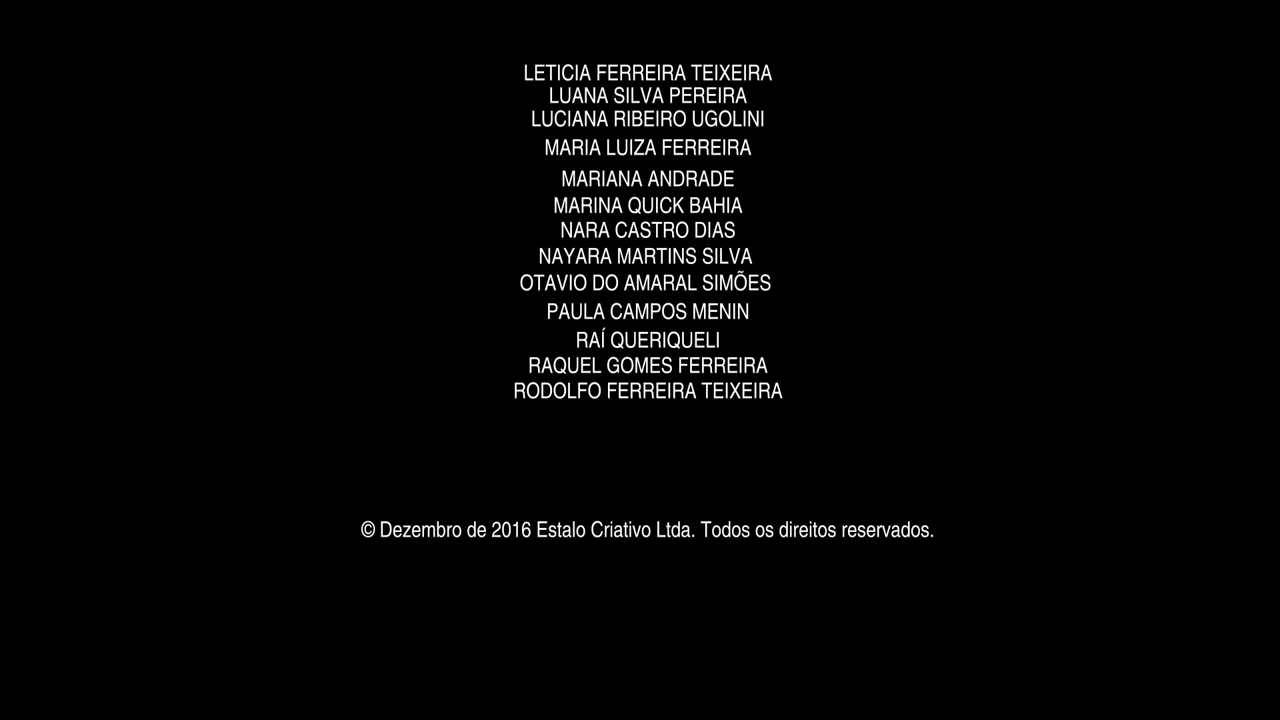 LETICIA FERREIRA TEIXEIRA
LUANA SILVA PEREIRA
LUCIANA RIBEIRO UGOLINI
MARIA LUIZA FERREIRA
MARIANA ANDRADE
MARINA QUICK BAHIA
NARA CASTRO DIAS
NAYARA MARTINS SILVA
OTAVIO DO AMARAL SIMÕES
PAULA CAMPOS MENIN
RAÍ QUERIQUELI
RAQUEL GOMES FERREIRA
RODOLFO FERREIRA TEIXEIRA
© Dezembro de 2016 Estalo Criativo Ltda. Todos os direitos reservados.